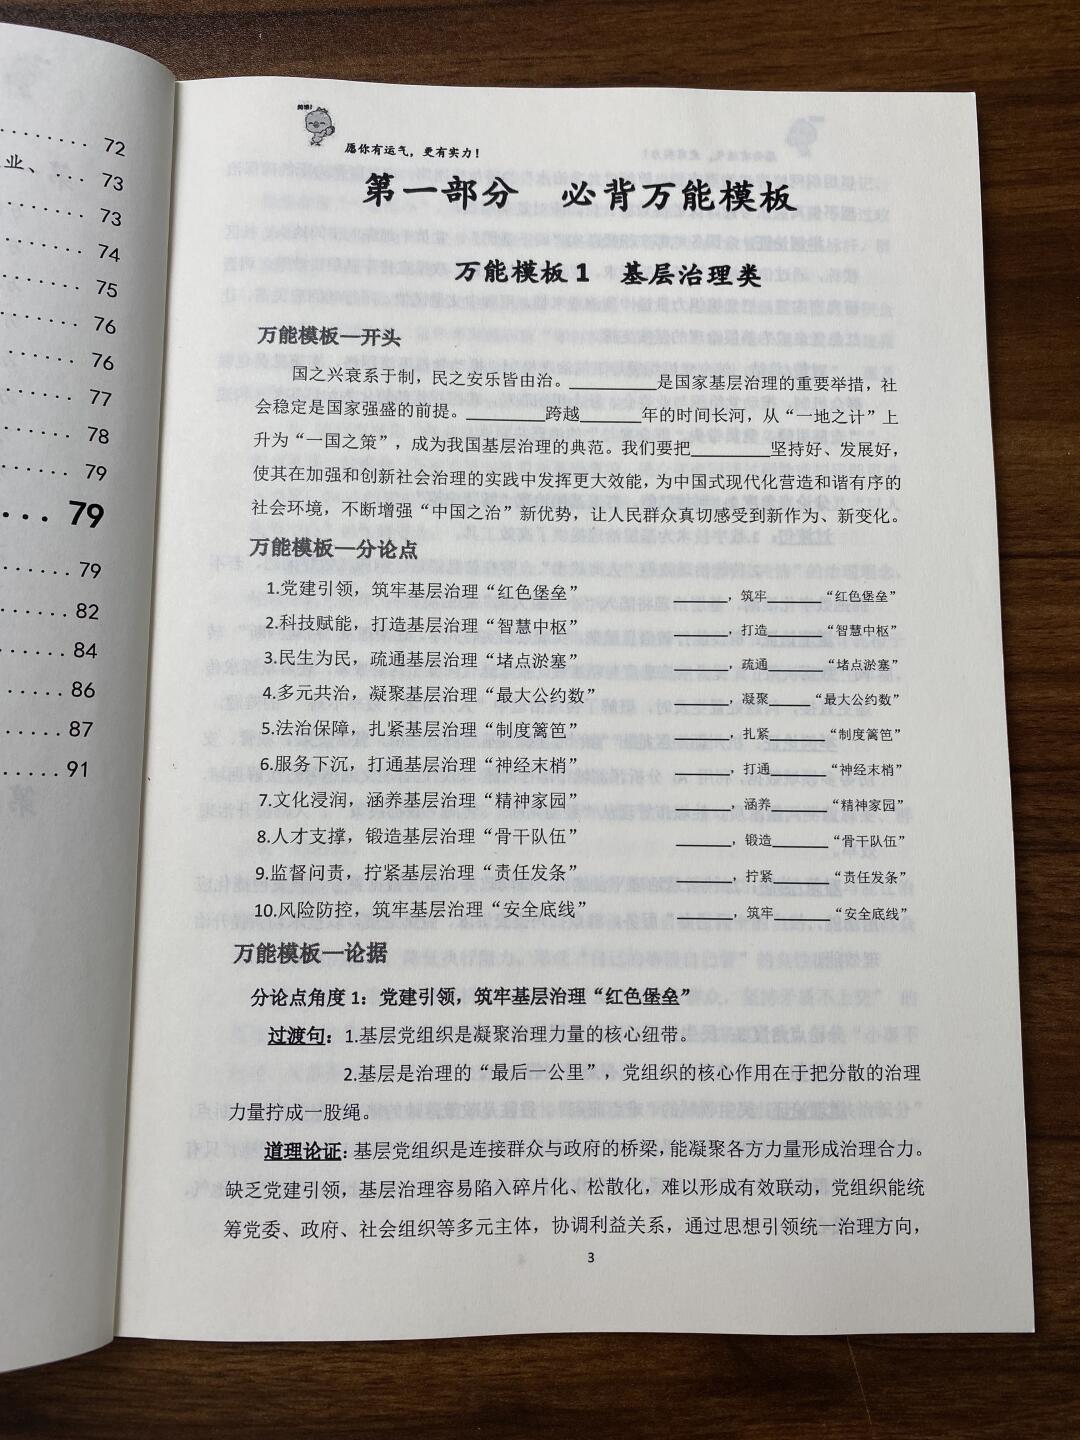 ......... 72
业、... 73
73
74
75
76
76
77
78
79
... 79
79
82
84
86
87
91
愿你有运气，更有实力！
第一部分　必背万能模板
万能模板 1　基层治理类
万能模板—开头
国之兴衰系于制，民之安乐皆由治。________是国家基层治理的重要举措，社
会稳定是国家强盛的前提。________跨越______年的时间长河，从“一地之计”上
升为“一国之策”，成为我国基层治理的典范。我们要把________坚持好、发展好，
使其在加强和创新社会治理的实践中发挥更大效能，为中国式现代化营造和谐有序的
社会环境，不断增强“中国之治”新优势，让人民群众真切感受到新作为、新变化。
万能模板—分论点
1.党建引领，筑牢基层治理“红色堡垒” ______，筑牢______“红色堡垒”
2.科技赋能，打造基层治理“智慧中枢” ______，打造______“智慧中枢”
3.民生为民，疏通基层治理“堵点淤塞” ______，疏通______“堵点淤塞”
4.多元共治，凝聚基层治理“最大公约数” ______，凝聚______“最大公约数”
5.法治保障，扎紧基层治理“制度篱笆” ______，扎紧______“制度篱笆”
6.服务下沉，打通基层治理“神经末梢” ______，打通______“神经末梢”
7.文化浸润，涵养基层治理“精神家园” ______，涵养______“精神家园”
8.人才支撑，锻造基层治理“骨干队伍” ______，锻造______“骨干队伍”
9.监督问责，拧紧基层治理“责任发条” ______，拧紧______“责任发条”
10.风险防控，筑牢基层治理“安全底线” ______，筑牢______“安全底线”
万能模板—论据
分论点角度 1：党建引领，筑牢基层治理“红色堡垒”
过渡句：1.基层党组织是凝聚治理力量的核心纽带。
2.基层是治理的“最后一公里”，党组织的核心作用在于把分散的治理
力量拧成一股绳。
道理论证：基层党组织是连接群众与政府的桥梁，能凝聚各方力量形成治理合力。
缺乏党建引领，基层治理容易陷入碎片化、松散化，难以形成有效联动，党组织能统
筹党委、政府、社会组织等多元主体，协调利益关系，通过思想引领统一治理方向，
3